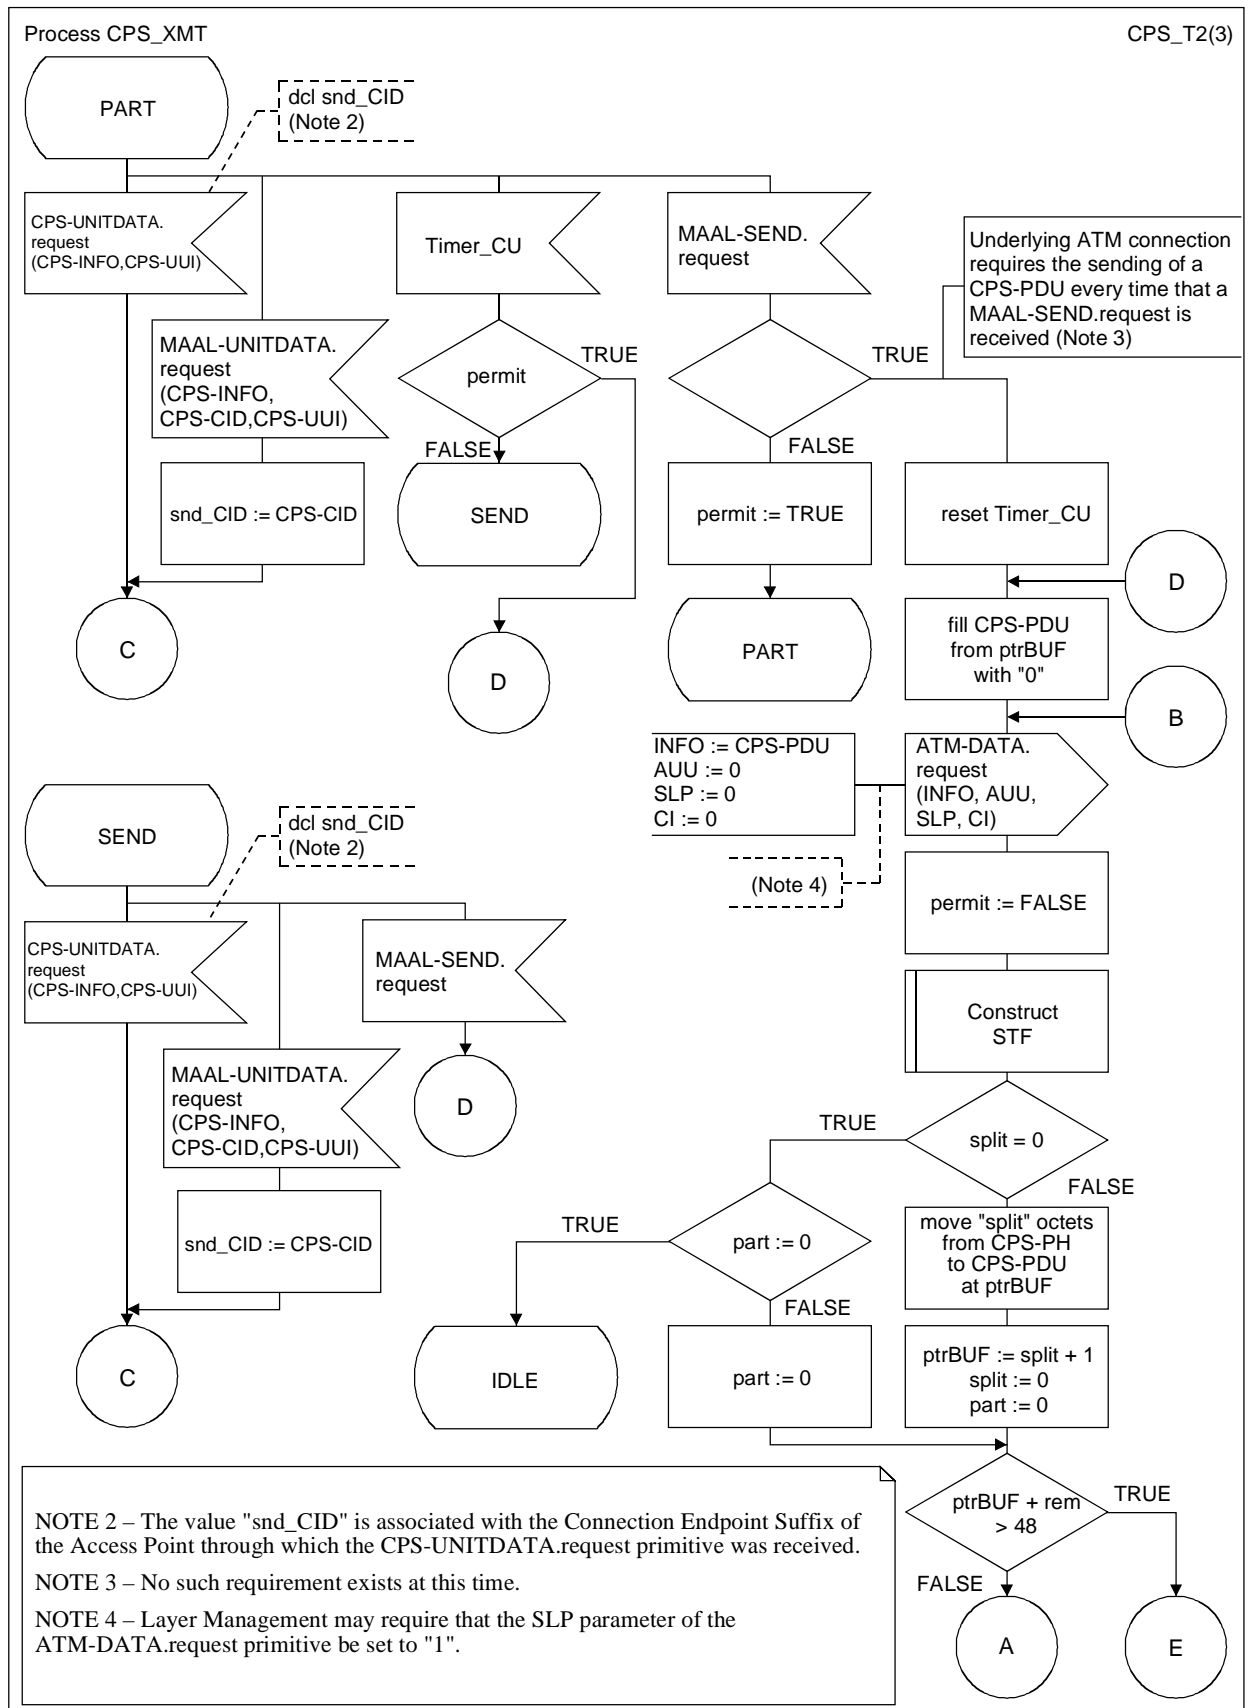 Process CPS_XMT
CPS_T2(3)
PART
dcl snd_CID
(Note 2)
CPS-UNITDATA.
request
(CPS-INFO,CPS-UUI)
Timer_CU
MAAL-SEND.
request
Underlying ATM connection
requires the sending of a
CPS-PDU every time that a
MAAL-SEND.request is
received (Note 3)
MAAL-UNITDATA.
request
(CPS-INFO,
CPS-CID,CPS-UUI)
permit
TRUE
TRUE
FALSE
FALSE
snd_CID := CPS-CID
SEND
permit := TRUE
reset Timer_CU
D
C
D
PART
fill CPS-PDU
from ptrBUF
with "0"
B
INFO := CPS-PDU
AUU := 0
SLP := 0
CI := 0
ATM-DATA.
request
(INFO, AUU,
SLP, CI)
(Note 4)
permit := FALSE
SEND
dcl snd_CID
(Note 2)
CPS-UNITDATA.
request
(CPS-INFO,CPS-UUI)
MAAL-SEND.
request
Construct
STF
MAAL-UNITDATA.
request
(CPS-INFO,
CPS-CID,CPS-UUI)
D
TRUE
split = 0
FALSE
snd_CID := CPS-CID
TRUE
part := 0
FALSE
move "split" octets
from CPS-PH
to CPS-PDU
at ptrBUF
C
IDLE
part := 0
ptrBUF := split + 1
split := 0
part := 0
ptrBUF + rem
> 48
TRUE
FALSE
A
E
NOTE 2 – The value "snd_CID" is associated with the Connection Endpoint Suffix of
the Access Point through which the CPS-UNITDATA.request primitive was received.
NOTE 3 – No such requirement exists at this time.
NOTE 4 – Layer Management may require that the SLP parameter of the
ATM-DATA.request primitive be set to "1".